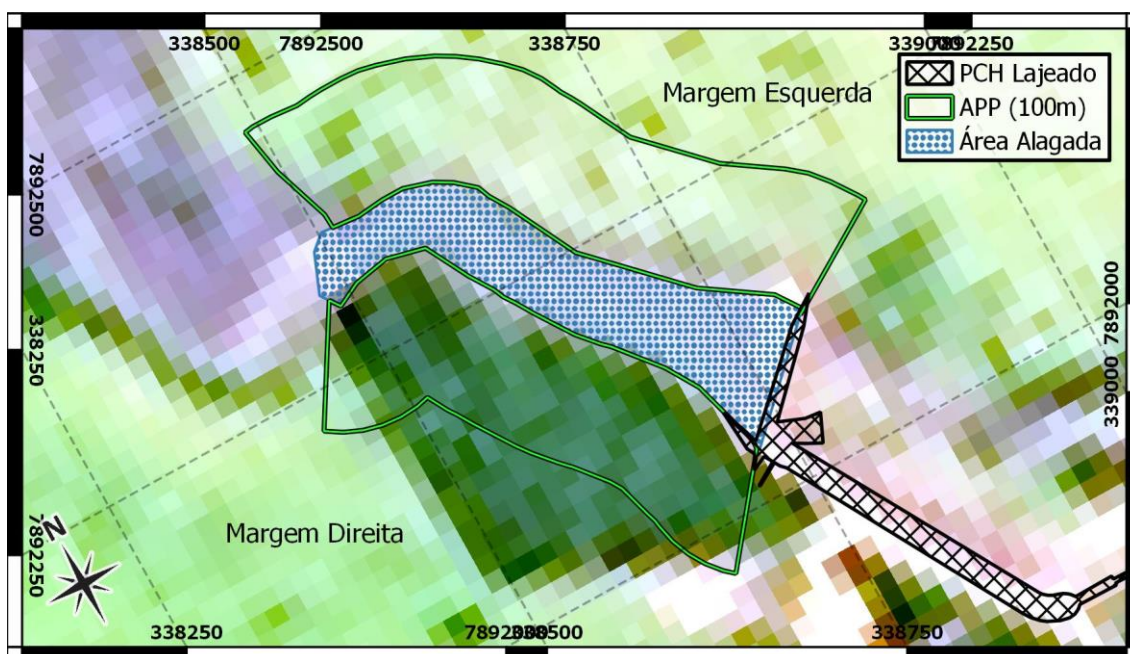 338500
7892500
338750
339000
7892250
Margem Esquerda
PCH Lajeado
APP (100m)
Área Alagada
7892500
338250
7892250
7892000
339000
Margem Direita
N
338250
7892000
338500
338750